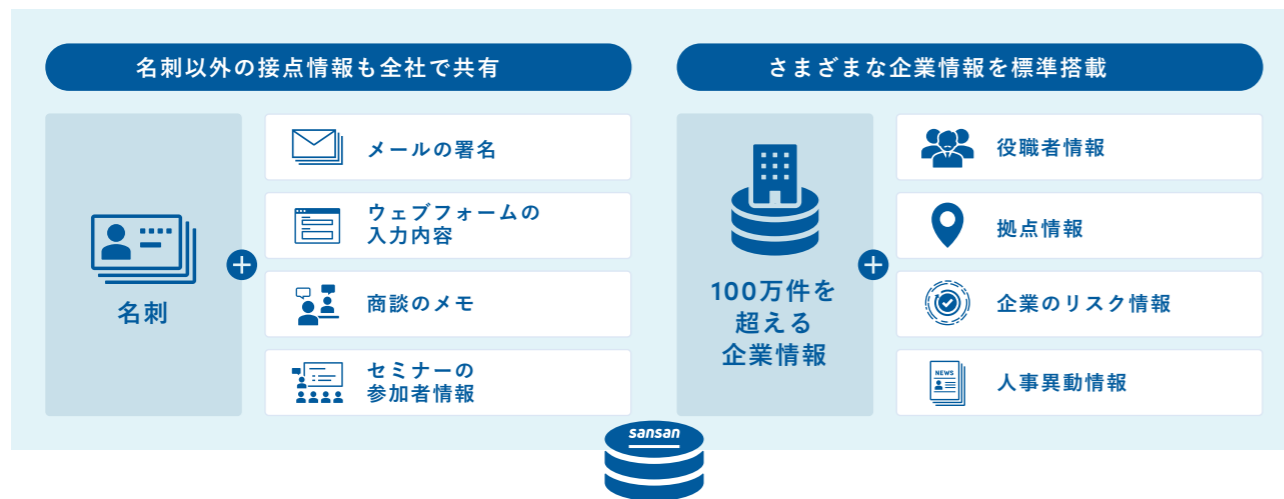 名刺以外の接点情報も全社で共有
名刺
メールの署名
ウェブフォームの
入力内容
商談のメモ
セミナーの
参加者情報
さまざまな企業情報を標準搭載
100万件を
超える
企業情報
役職者情報
拠点情報
企業のリスク情報
NEWS
人事異動情報
sansan